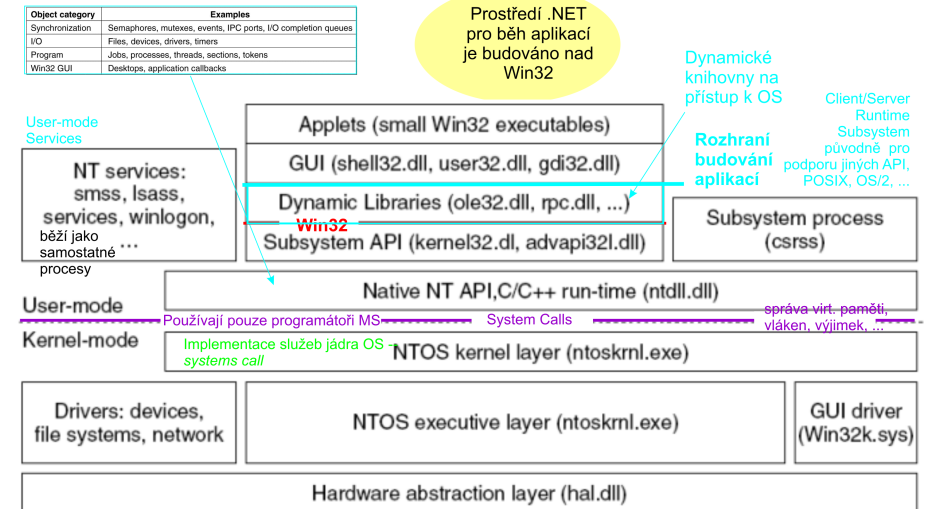 Object category Examples
Synchronization Semaphores, mutexes, events, IPC ports, I/O completion queues
I/O Files, devices, drivers, timers
Program Jobs, processes, threads, sections, tokens
Win32 GUI Desktops, application callbacks
Prostředí .NET
pro běh aplikací
je budováno nad
Win32
Dynamické
knihovny na
přístup k OS
Client/Server
Runtime
Subsystem
původně pro
podporu jiných API,
POSIX, OS/2, ...
User-mode
Services
Rozhraní
budování
aplikací
Applets (small Win32 executables)
GUI (shell32.dll, user32.dll, gdi32.dll)
Dynamic Libraries (ole32.dll, rpc.dll, ...)
Win32
Subsystem API (kernel32.dl, advapi32l.dll)
NT services:
smss, lsass,
services, winlogon,
...
běží jako
samostatné
procesy
Subsystem process
(csrss)
Native NT API,C/C++ run-time (ntdll.dll)
User-mode
Používají pouze programátoři MS
System Calls
správa virt. paměti,
vláken, výjimek, ...
Kernel-mode
Implementace služeb jádra OS -
systems call
NTOS kernel layer (ntoskrnl.exe)
Drivers: devices,
file systems, network
NTOS executive layer (ntoskrnl.exe)
GUI driver
(Win32k.sys)
Hardware abstraction layer (hal.dll)